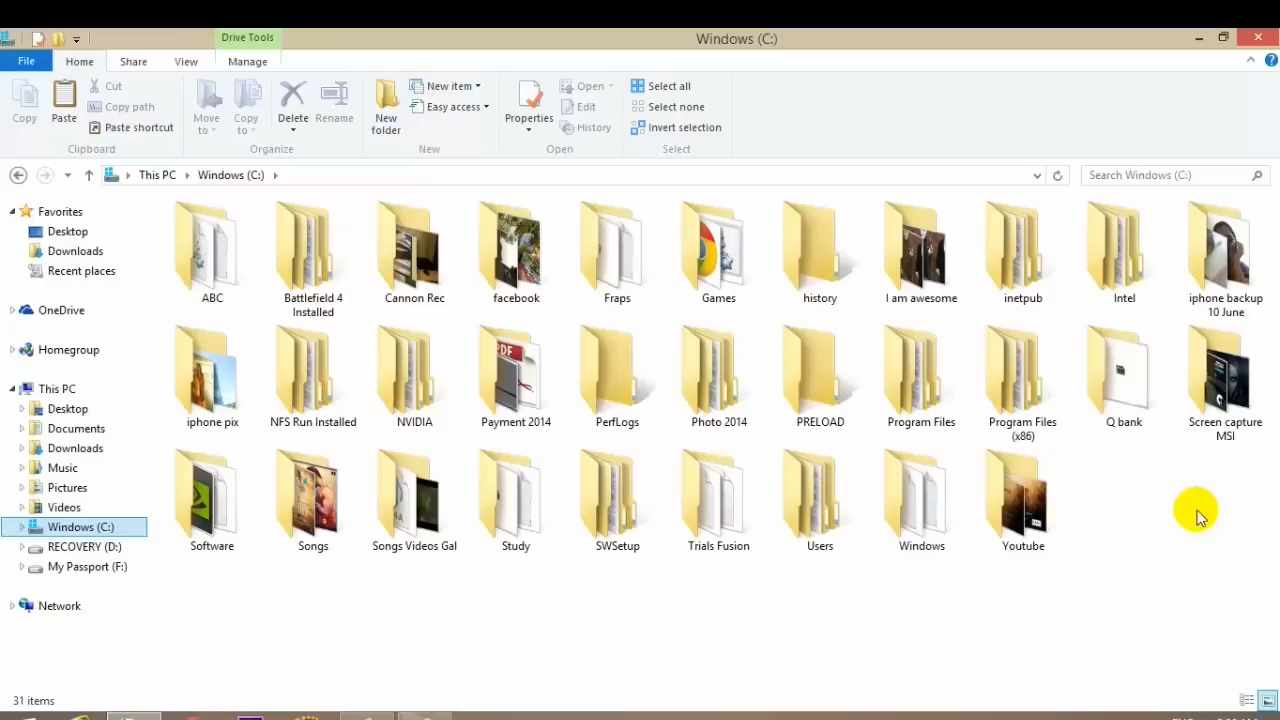 Drive Tools
Windows (C:)
File Home Share View Manage
Copy
Paste
Cut
Copy path
Paste shortcut
Clipboard
Move to
Copy to
Delete
Rename
Organize
New folder
New item
Easy access
New
Properties
Open
Edit
History
Open
Select all
Select none
Invert selection
Select
This PC Windows (C:)
Search Windows (C:)
Favorites
Desktop
Downloads
Recent places
OneDrive
Homegroup
This PC
Desktop
Documents
Downloads
Music
Pictures
Videos
Windows (C:)
RECOVERY (D:)
My Passport (F:)
Network
ABC
Battlefield 4
Installed
Cannon Rec
facebook
Fraps
Games
history
I am awesome
inetpub
Intel
iphone backup
10 June
iphone pix
NFS Run Installed
NVIDIA
PDF
Payment 2014
PerfLogs
Photo 2014
PRELOAD
Program Files
Program Files
(x86)
Q bank
Screen capture
MSI
Software
Songs
Songs Videos Gal
Study
SWSetup
Trials Fusion
Users
Windows
Youtube
31 items